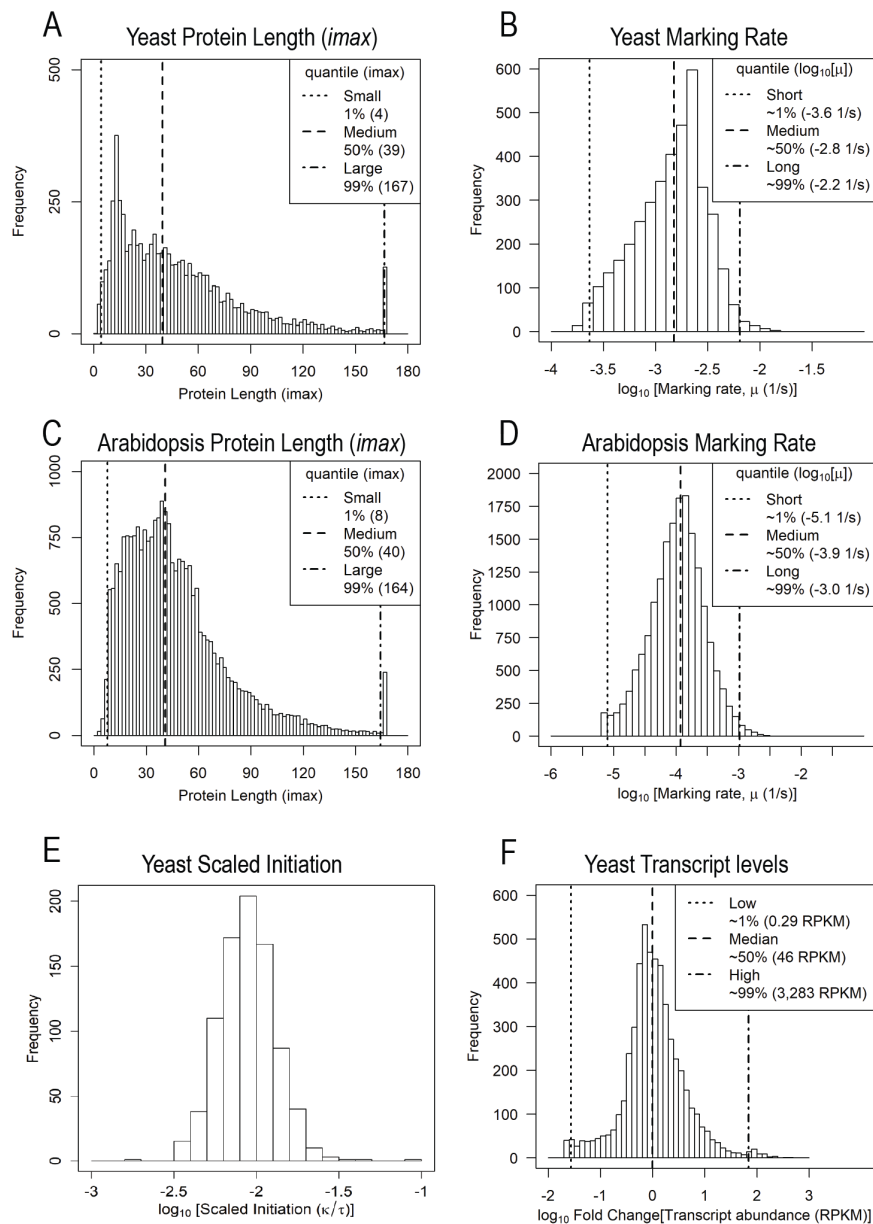 A
Yeast Protein Length (imax)
500
250
0
Frequency
quantile (imax)
Small
1% (4)
Medium
50% (39)
Large
99% (167)
0 30 60 90 120 150 180
Protein Length (imax)
B
Yeast Marking Rate
600
500
400
300
200
100
0
Frequency
quantile (log10[μ])
Short
~1% (-3.6 1/s)
Medium
~50% (-2.8 1/s)
Long
~99% (-2.2 1/s)
-4 -3.5 -3 -2.5 -2 -1.5
log10 [Marking rate, μ (1/s)]
C
Arabidopsis Protein Length (imax)
1000
750
500
250
0
Frequency
quantile (imax)
Small
1% (8)
Medium
50% (40)
Large
99% (164)
0 30 60 90 120 150 180
Protein Length (imax)
D
Arabidopsis Marking Rate
2000
1750
1500
1250
1000
750
500
250
0
Frequency
quantile (log10[μ])
Short
~1% (-5.1 1/s)
Medium
~50% (-3.9 1/s)
Long
~99% (-3.0 1/s)
-6 -5 -4 -3 -2
log10 [Marking rate, μ (1/s)]
E
Yeast Scaled Initiation
200
150
100
50
0
Frequency
-3 -2.5 -2 -1.5 -1
log10 [Scaled Initiation (κ/τ)]
F
Yeast Transcript levels
600
500
400
300
200
100
0
Frequency
Low
~1% (0.29 RPKM)
Median
~50% (46 RPKM)
High
~99% (3,283 RPKM)
-2 -1 0 1 2 3
log10 Fold Change[Transcript abundance (RPKM)]